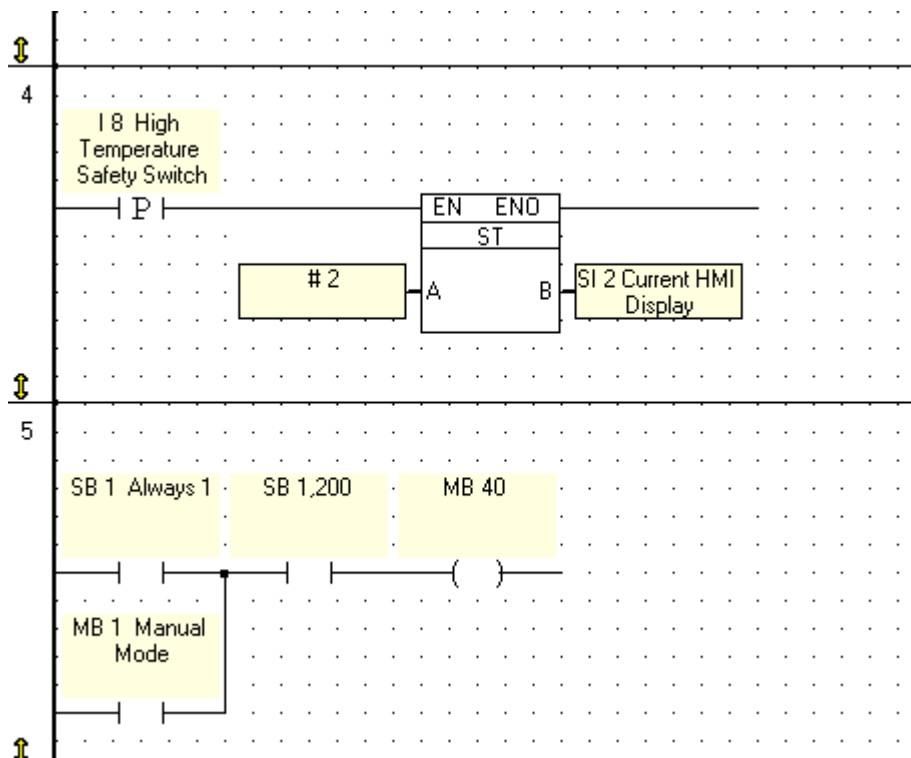 4
I 8 High
Temperature
Safety Switch
P
EN ENO
ST
# 2
A
B
SI 2 Current HMI
Display
5
SB 1 Always 1
SB 1,200
MB 40
MB 1 Manual
Mode